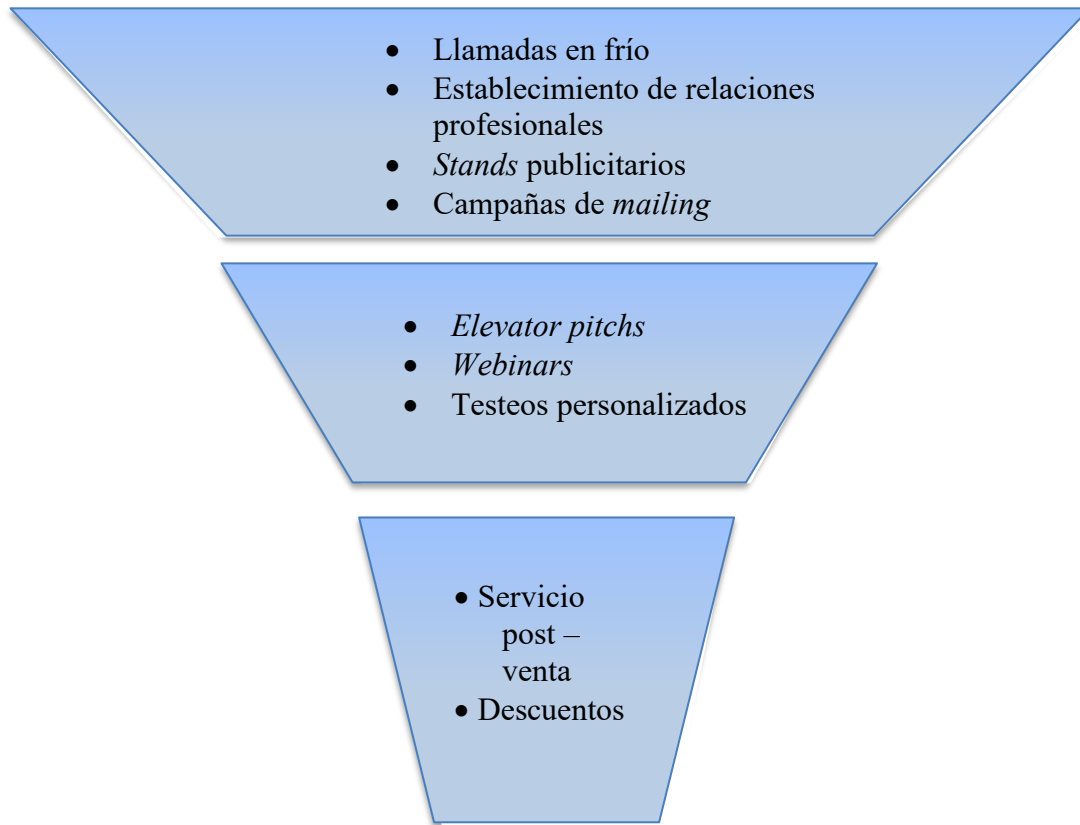 • Llamadas en frío
• Establecimiento de relaciones
profesionales
• Stands publicitarios
• Campañas de mailing
• Elevator pitchs
• Webinars
• Testeos personalizados
• Servicio
post –
venta
• Descuentos